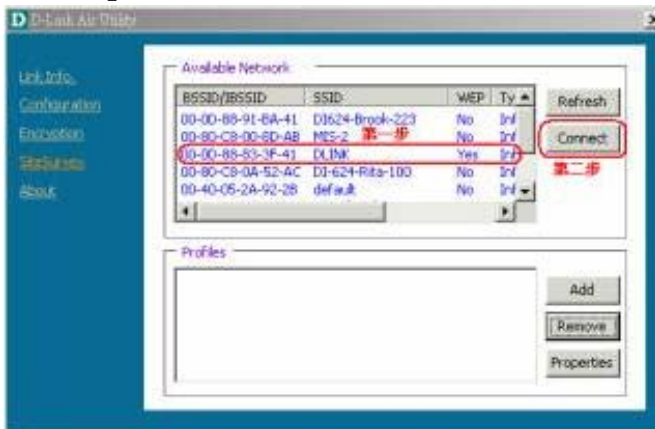 D-Link Air Utility
Link Info.
Configuration
Encryption
SiteSurvey
About
Available Network
BSSID/IBSSID SSID WEP Ty
00-0D-88-91-8A-41 DI624-Brook-223 No Inf
00-80-C8-00-8D-AB MIS-2 第一步 No Inf
00-0D-88-83-3F-41 DLINK Yes Inf
00-80-C8-0A-52-AC DI-624-Rita-100 No Inf
00-40-05-2A-92-2B default No Inf
Refresh
Connect
第二步
Profiles
Add
Remove
Properties